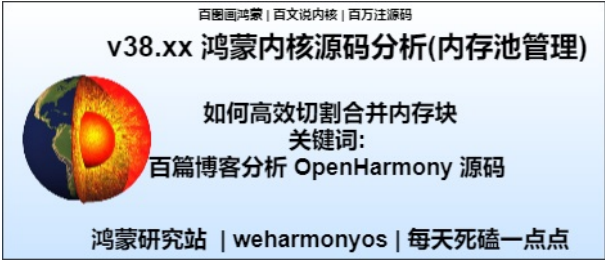 百图画鸿蒙 | 百文说内核 | 百万注源码
v38.xx 鸿蒙内核源码分析(内存池管理)
如何高效切割合并内存块
关键词:
百篇博客分析 OpenHarmony 源码
鸿蒙研究站 | weharmonyos | 每天死磕一点点